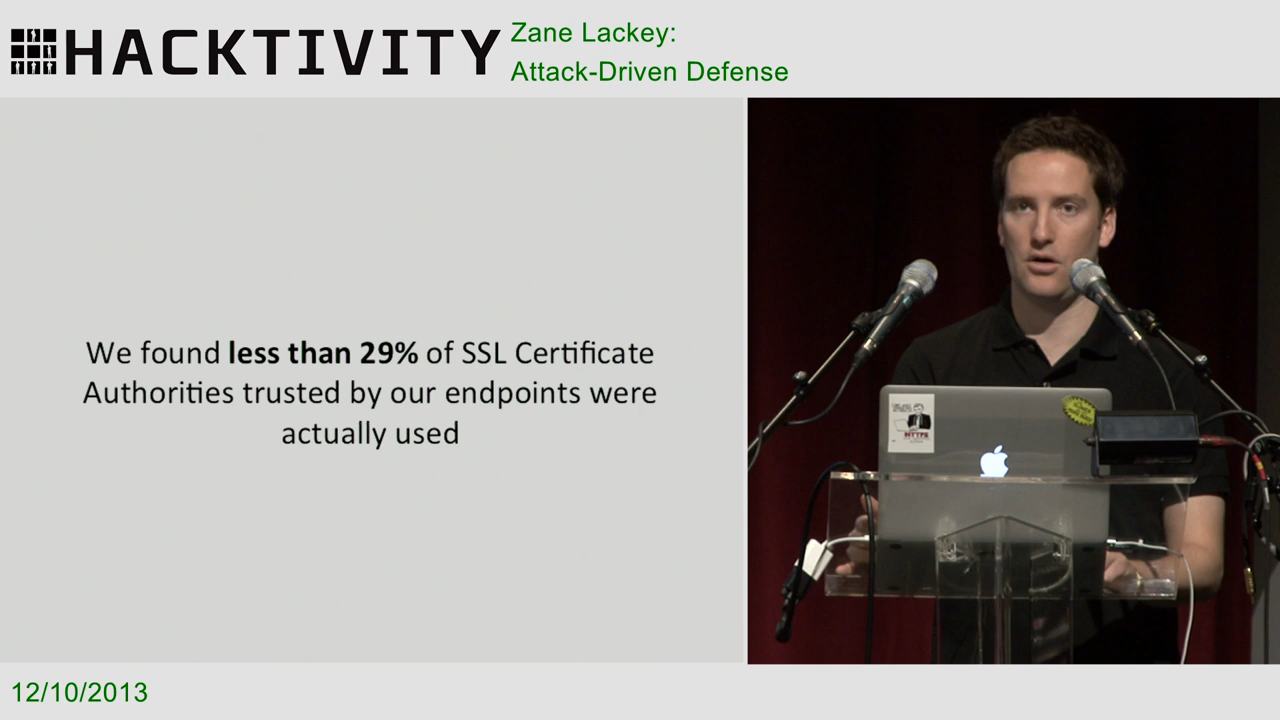 HACKTIVITY
Zane Lackey:
Attack-Driven Defense
We found less than 29% of SSL Certificate
Authorities trusted by our endpoints were
actually used
HTTPS
12/10/2013